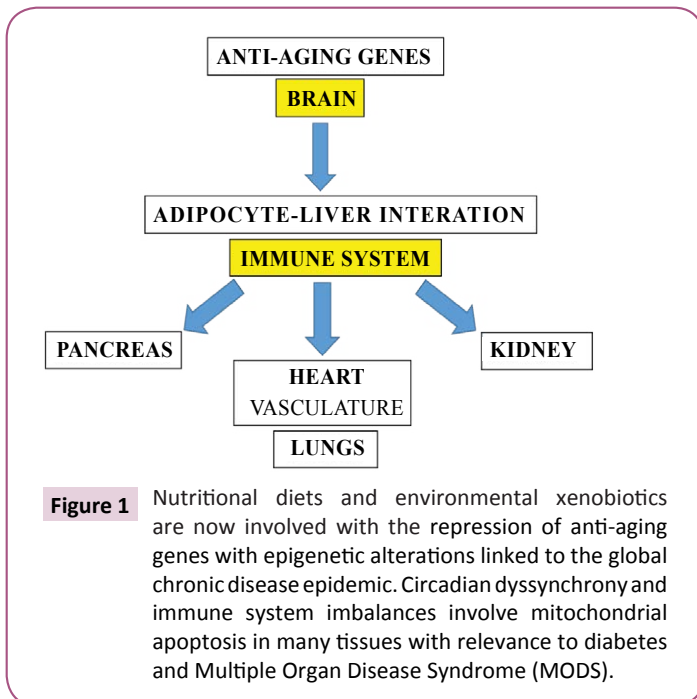 ANTI-AGING GENES
BRAIN
ADIPOCYTE-LIVER INTERATION
IMMUNE SYSTEM
PANCREAS
KIDNEY
HEART
VASCULATURE
LUNGS
Figure 1 Nutritional diets and environmental xenobiotics
are now involved with the repression of anti-aging
genes with epigenetic alterations linked to the global
chronic disease epidemic. Circadian dyssynchrony and
immune system imbalances involve mitochondrial
apoptosis in many tissues with relevance to diabetes
and Multiple Organ Disease Syndrome (MODS).